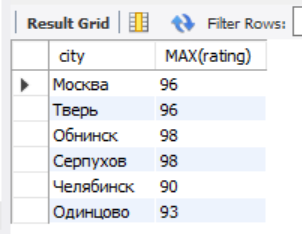 Result Grid Filter Rows:
city MAX(rating)
Москва 96
Тверь 96
Обнинск 98
Серпухов 98
Челябинск 90
Одинцово 93